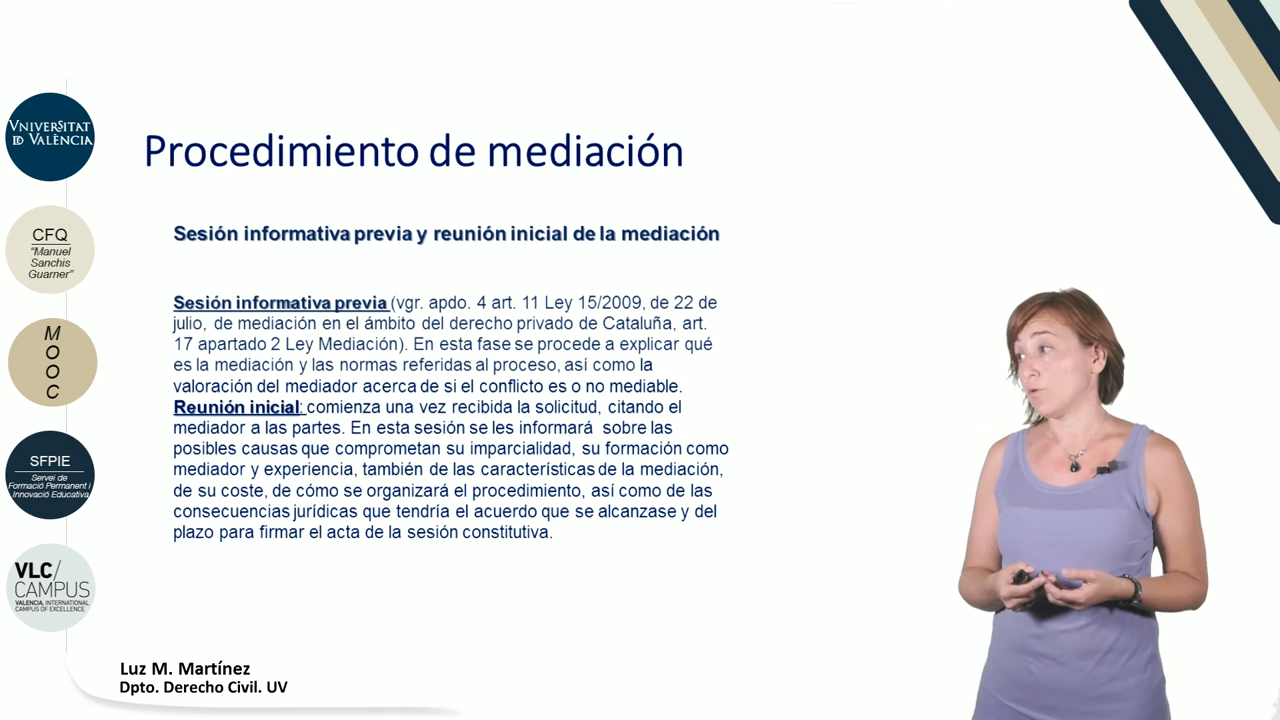 VNIVERSITAT
ID VALÈNCIA
CFQ
"Manuel
Sanchis
Guarner"
M
O
O
C
SFPIE
Servei de
Formació Permanent i
Innovació Educativa
VLC/
CAMPUS
VALENCIA, INTERNATIONAL
CAMPUS OF EXCELLENCE
Procedimiento de mediación
Sesión informativa previa y reunión inicial de la mediación
Sesión informativa previa (vgr. apdo. 4 art. 11 Ley 15/2009, de 22 de
julio, de mediación en el ámbito del derecho privado de Cataluña, art.
17 apartado 2 Ley Mediación). En esta fase se procede a explicar qué
es la mediación y las normas referidas al proceso, así como la
valoración del mediador acerca de si el conflicto es o no mediable.
Reunión inicial: comienza una vez recibida la solicitud, citando el
mediador a las partes. En esta sesión se les informará sobre las
posibles causas que comprometan su imparcialidad, su formación como
mediador y experiencia, también de las características de la mediación,
de su coste, de cómo se organizará el procedimiento, así como de las
consecuencias jurídicas que tendría el acuerdo que se alcanzase y del
plazo para firmar el acta de la sesión constitutiva.
Luz M. Martínez
Dpto. Derecho Civil. UV